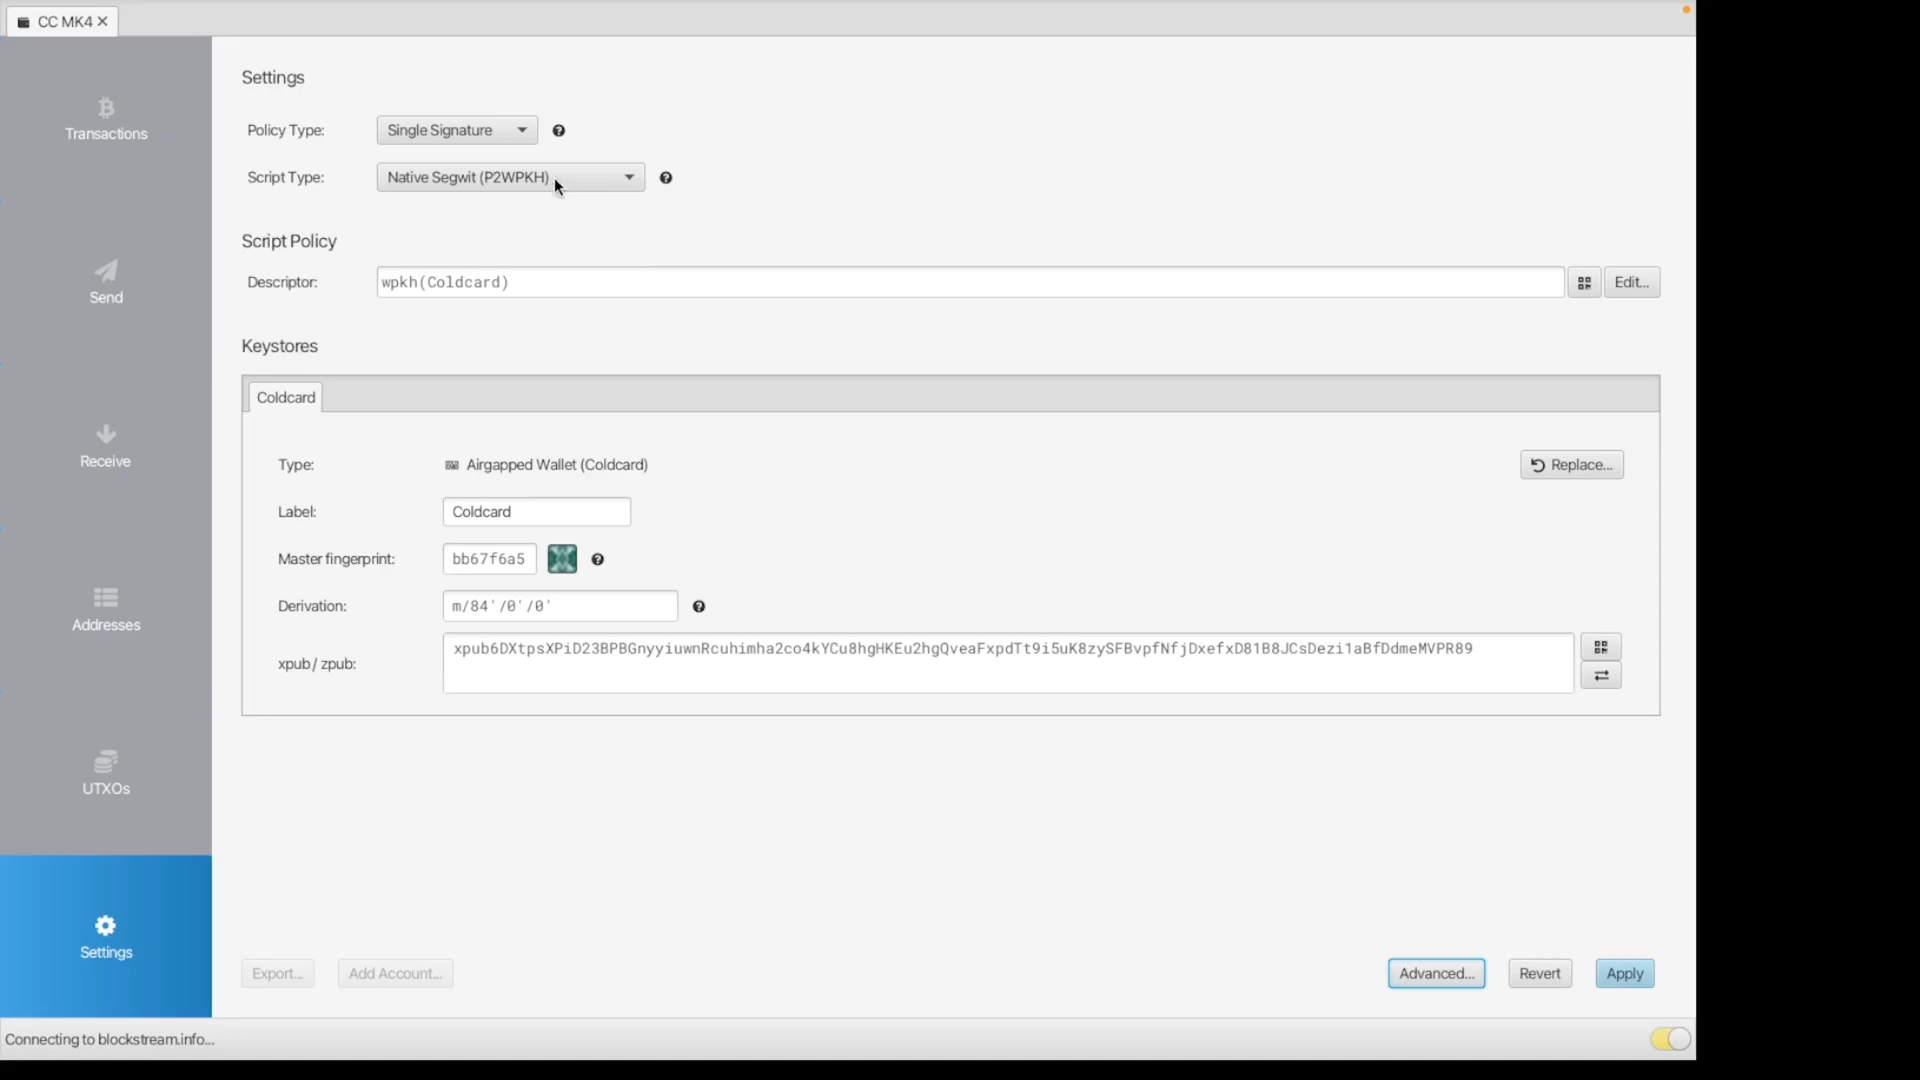 CC MK4
Transactions
Send
Receive
Addresses
UTXOs
Settings
Settings
Policy Type: Single Signature
Script Type: Native Segwit (P2WPKH)
Script Policy
Descriptor: wpkh(Coldcard) Edit...
Keystores
Coldcard
Type: Airgapped Wallet (Coldcard) Replace...
Label: Coldcard
Master fingerprint: bb67f6a5
Derivation: m/84'/0'/0'
xpub / zpub: xpub6DXtpsXPiD23BPBGnyyiuwnRcuhimha2co4kYCu8hgHKEu2hgQveaFxpdTt9i5uK8zySFBvpfNfjDxefxD81B8JCsDezi1aBfDdmeMVPR89
Export... Add Account... Advanced... Revert Apply
Connecting to blockstream.info...